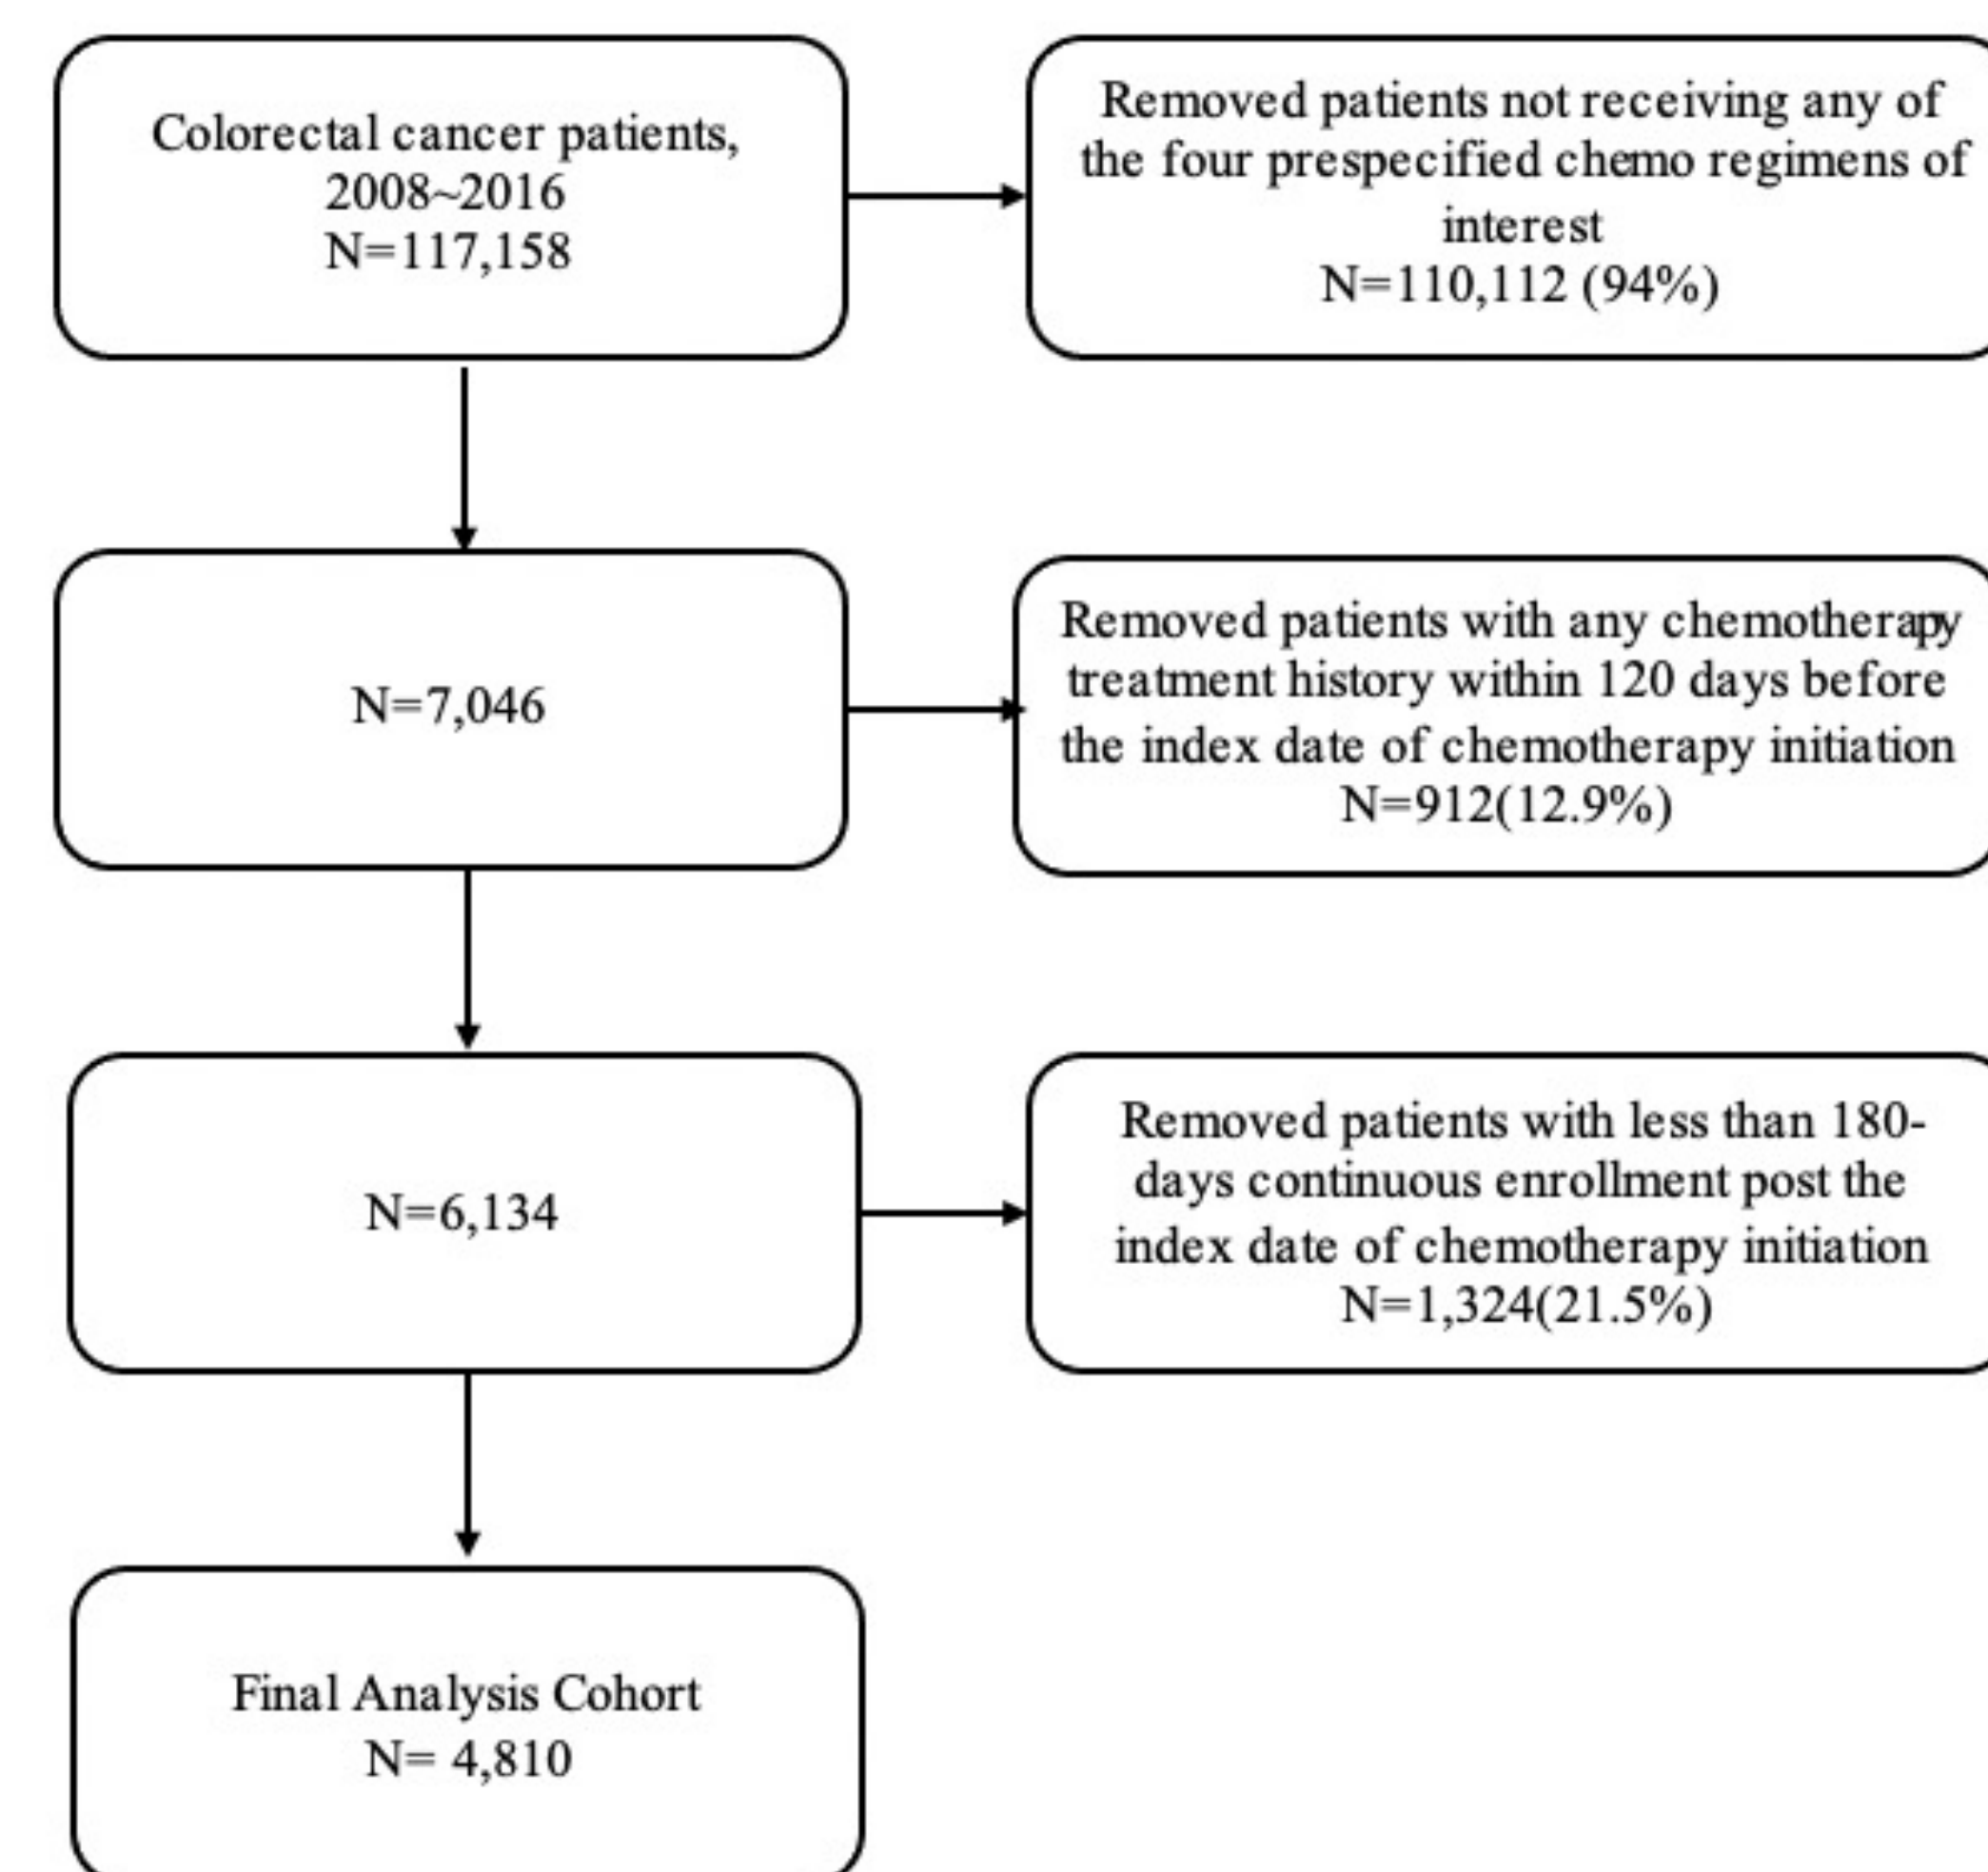 Colorectal cancer patients,
2008~2016
N=117,158
Removed patients not receiving any of
the four prespecified chemo regimens of
interest
N=110,112 (94%)
N=7,046
Removed patients with any chemotherapy
treatment history within 120 days before
the index date of chemotherapy initiation
N=912(12.9%)
N=6,134
Removed patients with less than 180-
days continuous enrollment post the
index date of chemotherapy initiation
N=1,324(21.5%)
Final Analysis Cohort
N= 4,810